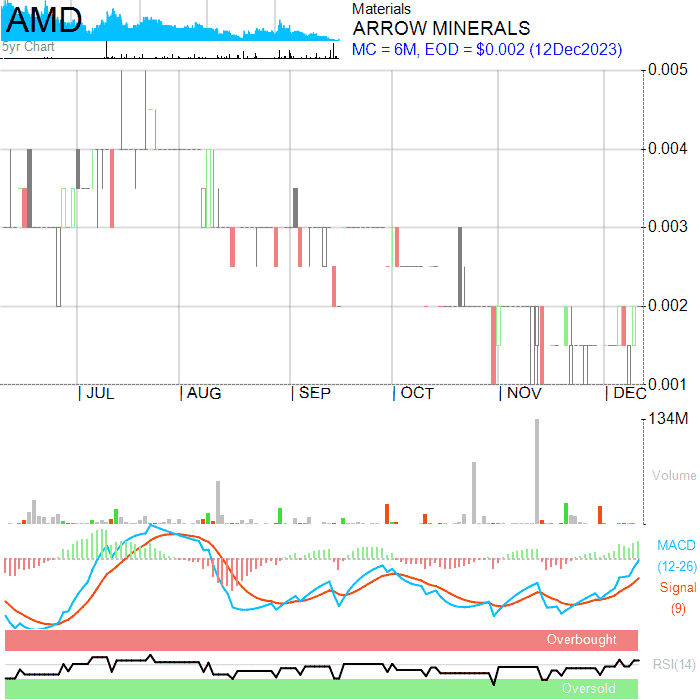 AMD
5yr Chart
Materials
ARROW MINERALS
MC = 6M, EOD = $0.002 (12Dec2023)
0.005
0.004
0.003
0.002
0.001
JUL AUG SEP OCT NOV DEC
134M
Volume
MACD
(12-26)
Signal
(9)
Overbought
RSI(14)
Oversold